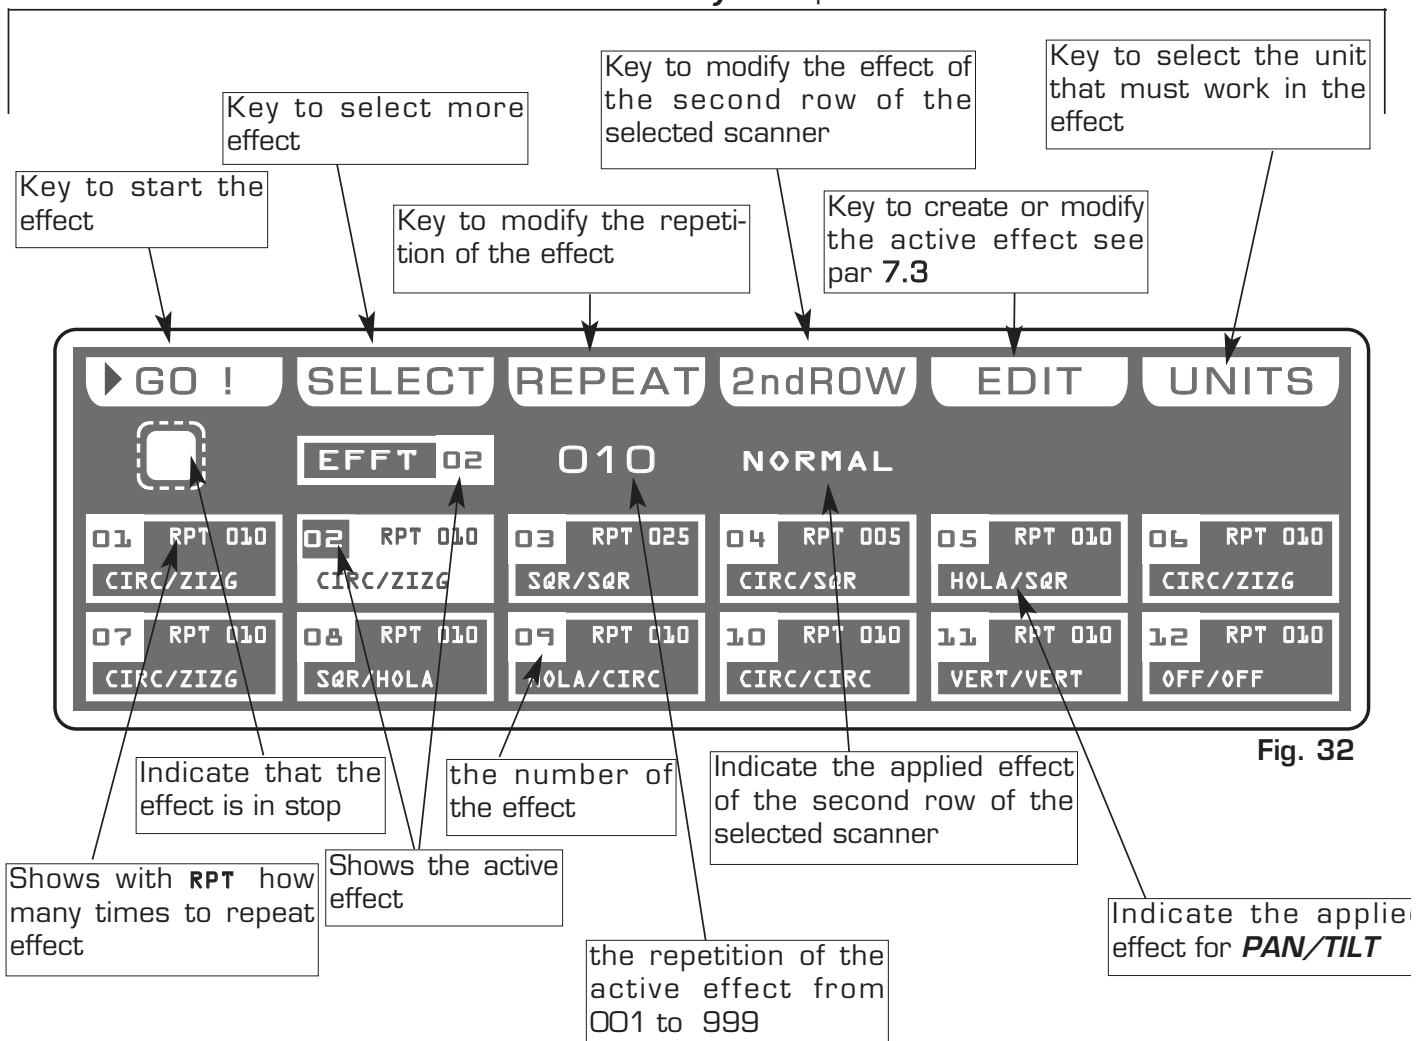 Key to start the
effect
Key to select more
effect
Key to modify the repeti-
tion of the effect
Key to modify the effect of
the second row of the
selected scanner
Key to create or modify
the active effect see
par 7.3
Key to select the unit
that must work in the
effect
GO !
SELECT
REPEAT
2ndROW
EDIT
UNITS
EFFT 02
010
NORMAL
01 RPT 010
CIRC/ZIZG
02 RPT 010
CIRC/ZIZG
03 RPT 025
SQR/SQR
04 RPT 005
CIRC/SQR
05 RPT 010
HOLA/SQR
06 RPT 010
CIRC/ZIZG
07 RPT 010
CIRC/ZIZG
08 RPT 010
SQR/HOLA
09 RPT 010
HOLA/CIRC
10 RPT 010
CIRC/CIRC
11 RPT 010
VERT/VERT
12 RPT 010
OFF/OFF
Fig. 32
Indicate that the
effect is in stop
Shows with RPT how
many times to repeat
effect
Shows the active
effect
the number of
the effect
the repetition of the
active effect from
001 to 999
Indicate the applied effect
of the second row of the
selected scanner
Indicate the applied
effect for PAN/TILT